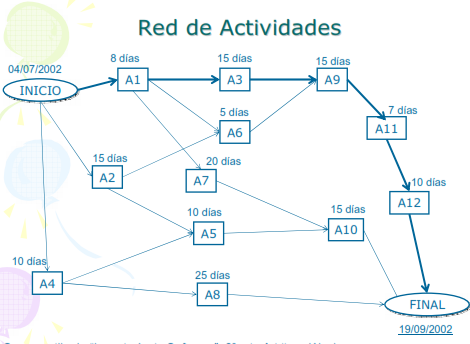 Red de Actividades
04/07/2002
INICIO
8 días
A1
15 días
A3
15 días
A9
5 días
A6
7 días
A11
15 días
A2
20 días
A7
10 días
A12
10 días
A5
15 días
A10
10 días
A4
25 días
A8
FINAL
19/09/2002